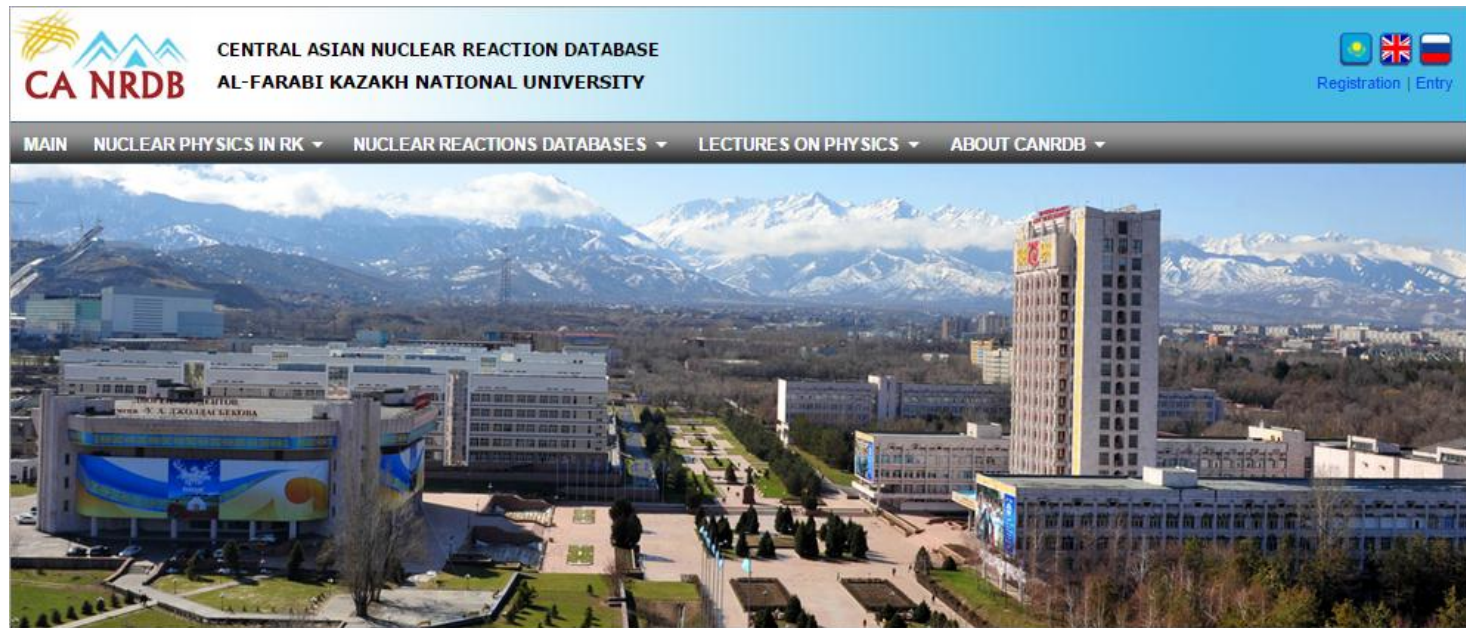 CA NRDB
CENTRAL ASIAN NUCLEAR REACTION DATABASE
AL-FARABI KAZAKH NATIONAL UNIVERSITY
Registration | Entry
MAIN NUCLEAR PHYSICS IN RK NUCLEAR REACTIONS DATABASES LECTURES ON PHYSICS ABOUT CANRDB
У. А. ДЖОЛДАСБЕКОВА